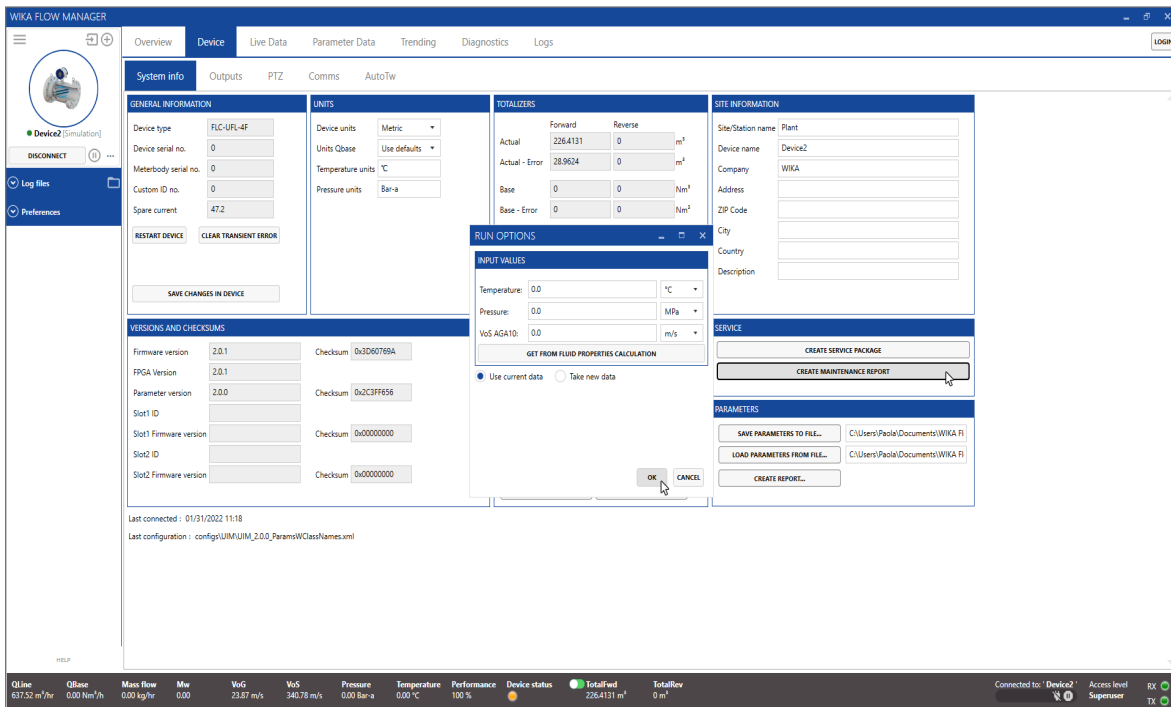 WIKA FLOW MANAGER
Overview Device Live Data Parameter Data Trending Diagnostics Logs
LOGIN
System info Outputs PTZ Comms AutoTw
Device2 [Simulation]
DISCONNECT ...
Log files
Preferences
HELP
GENERAL INFORMATION
Device type FLC-UFL-4F
Device serial no. 0
Meterbody serial no. 0
Custom ID no. 0
Spare current 47.2
RESTART DEVICE CLEAR TRANSIENT ERROR
SAVE CHANGES IN DEVICE
UNITS
Device units Metric
Units Qbase Use defaults
Temperature units °C
Pressure units Bar-a
TOTALIZERS
Forward Reverse
Actual 226.4131 0 m³
Actual - Error 28.9624 0 m³
Base 0 0 Nm³
Base - Error 0 0 Nm³
SITE INFORMATION
Site/Station name Plant
Device name Device2
Company WIKA
Address
ZIP Code
City
Country
Description
RUN OPTIONS
INPUT VALUES
Temperature: 0.0 °C
Pressure: 0.0 MPa
VoS AGA10: 0.0 m/s
GET FROM FLUID PROPERTIES CALCULATION
Use current data Take new data
OK CANCEL
VERSIONS AND CHECKSUMS
Firmware version 2.0.1 Checksum 0x3D60769A
FPGA Version 2.0.1
Parameter version 2.0.0 Checksum 0x2C3FF656
Slot1 ID
Slot1 Firmware version Checksum 0x00000000
Slot2 ID
Slot2 Firmware version Checksum 0x00000000
SERVICE
CREATE SERVICE PACKAGE
CREATE MAINTENANCE REPORT
PARAMETERS
SAVE PARAMETERS TO FILE... C:\Users\Paola\Documents\WIKA Fl
LOAD PARAMETERS FROM FILE... C:\Users\Paola\Documents\WIKA Fl
CREATE REPORT...
Last connected : 01/31/2022 11:18
Last configuration : configs\UIM\UIM_2.0.0_ParamsWClassNames.xml
QLine QBase Mass flow Mw VoG VoS Pressure Temperature Performance Device status TotalFwd TotalRev
637.52 m³/hr 0.00 Nm³/h 0.00 kg/hr 0.00 23.87 m/s 340.78 m/s 0.00 Bar-a 0.00 °C 100 % 226.4131 m³ 0 m³
Connected to: ' Device2 ' Access level RX
Superuser TX